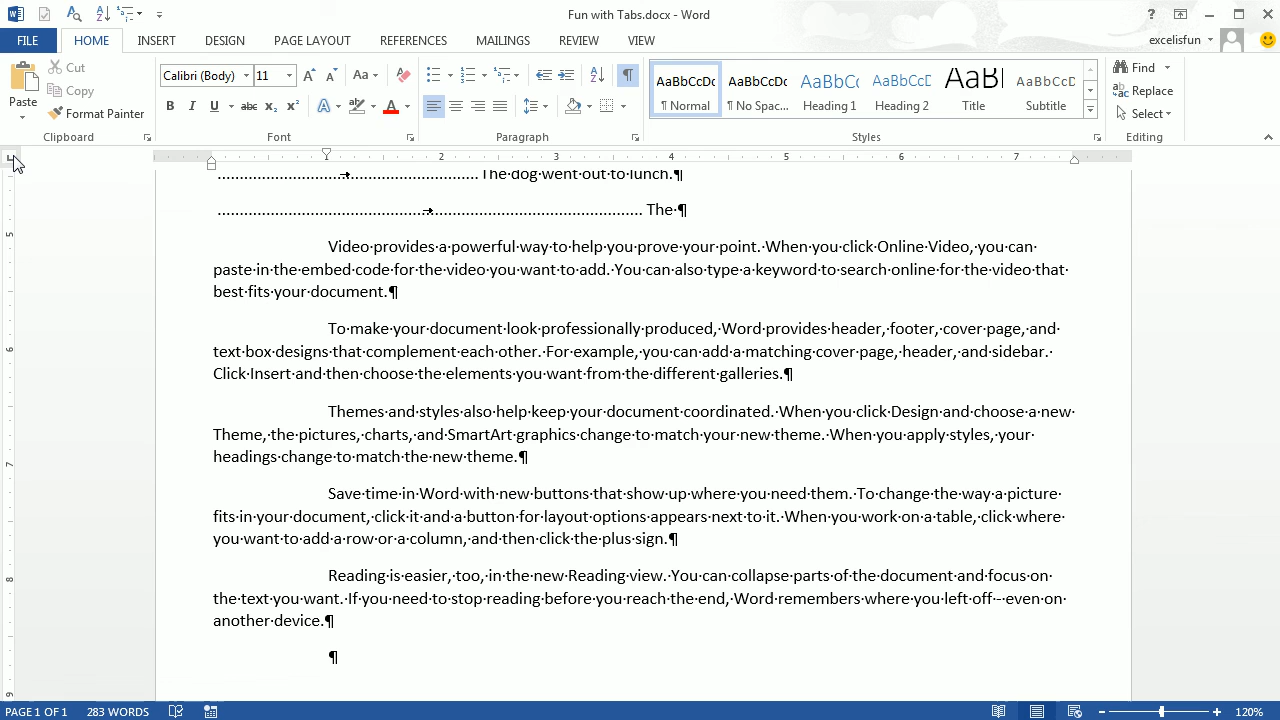 Fun with Tabs.docx - Word
FILE HOME INSERT DESIGN PAGE LAYOUT REFERENCES MAILINGS REVIEW VIEW excelisfun
Cut
Copy
Format Painter
Paste
Calibri (Body) 11
AaBbCcDc AaBbCcDc AaBbCc AaBbCcD AaB AaBbCcD
¶ Normal ¶ No Spac... Heading 1 Heading 2 Title Subtitle
Find
Replace
Select
Clipboard Font Paragraph Styles Editing
1 2 3 4 5 6 7
The·dog·went·out·to·lunch.¶
The·¶
Video·provides·a·powerful·way·to·help·you·prove·your·point.·When·you·click·Online·Video,·you·can·
paste·in·the·embed·code·for·the·video·you·want·to·add.·You·can·also·type·a·keyword·to·search·online·for·the·video·that·
best·fits·your·document.¶
To·make·your·document·look·professionally·produced,·Word·provides·header,·footer,·cover·page,·and·
text·box·designs·that·complement·each·other.·For·example,·you·can·add·a·matching·cover·page,·header,·and·sidebar.·
Click·Insert·and·then·choose·the·elements·you·want·from·the·different·galleries.¶
Themes·and·styles·also·help·keep·your·document·coordinated.·When·you·click·Design·and·choose·a·new·
Theme,·the·pictures,·charts,·and·SmartArt·graphics·change·to·match·your·new·theme.·When·you·apply·styles,·your·
headings·change·to·match·the·new·theme.¶
Save·time·in·Word·with·new·buttons·that·show·up·where·you·need·them.·To·change·the·way·a·picture·
fits·in·your·document,·click·it·and·a·button·for·layout·options·appears·next·to·it.·When·you·work·on·a·table,·click·where·
you·want·to·add·a·row·or·a·column,·and·then·click·the·plus·sign.¶
Reading·is·easier,·too,·in·the·new·Reading·view.·You·can·collapse·parts·of·the·document·and·focus·on·
the·text·you·want.·If·you·need·to·stop·reading·before·you·reach·the·end,·Word·remembers·where·you·left·off·-·even·on·
another·device.¶
¶
5
6
7
8
9
PAGE 1 OF 1 283 WORDS 120%